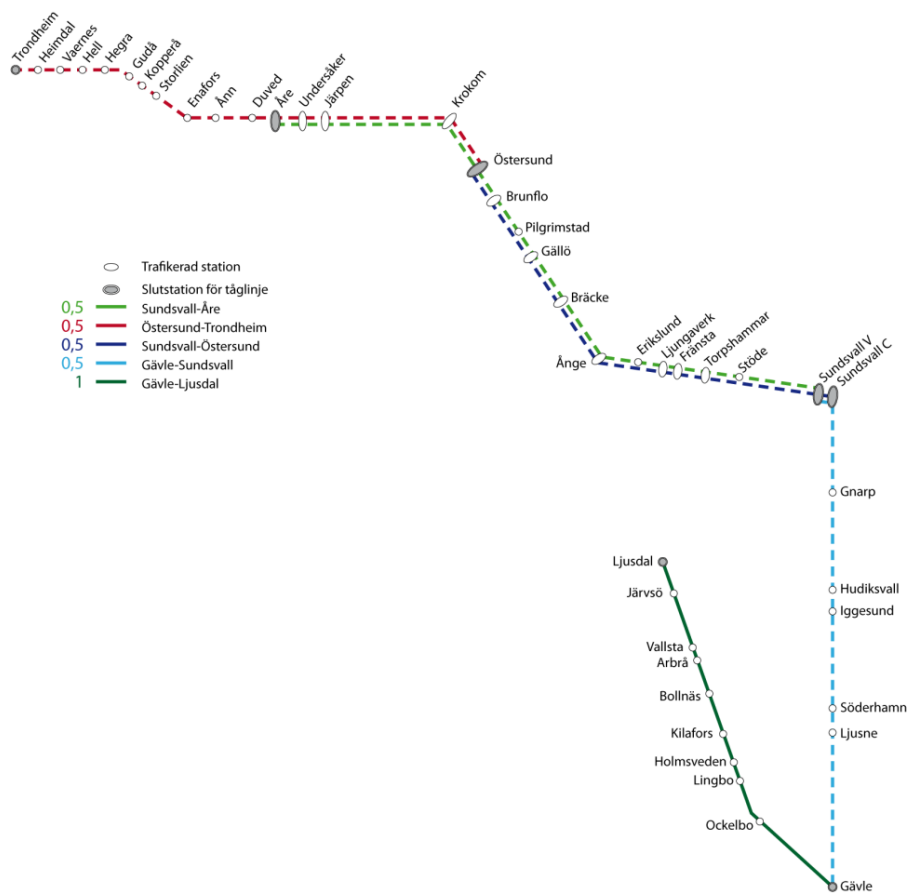 Trondheim
Heimdal
Vaernes
Hell
Hegra
Gudå
Kopperå
Storlien
Enafors
Ånn
Duved
Åre
Undersåker
Järpen
Krokom
Östersund
Brunflo
Pilgrimstad
Gällö
Bräcke
Ånge
Erikslund
Ljungaverk
Fränsta
Torpshammar
Stöde
Sundsvall V
Sundsvall C
Trafikerad station
Slutstation för tåglinje
0,5 Sundsvall-Åre
0,5 Östersund-Trondheim
0,5 Sundsvall-Östersund
0,5 Gävle-Sundsvall
1 Gävle-Ljusdal
Gnarp
Ljusdal
Järvsö
Hudiksvall
Iggesund
Vallsta
Arbrå
Bollnäs
Söderhamn
Kilafors
Ljusne
Holmsveden
Lingbo
Ockelbo
Gävle